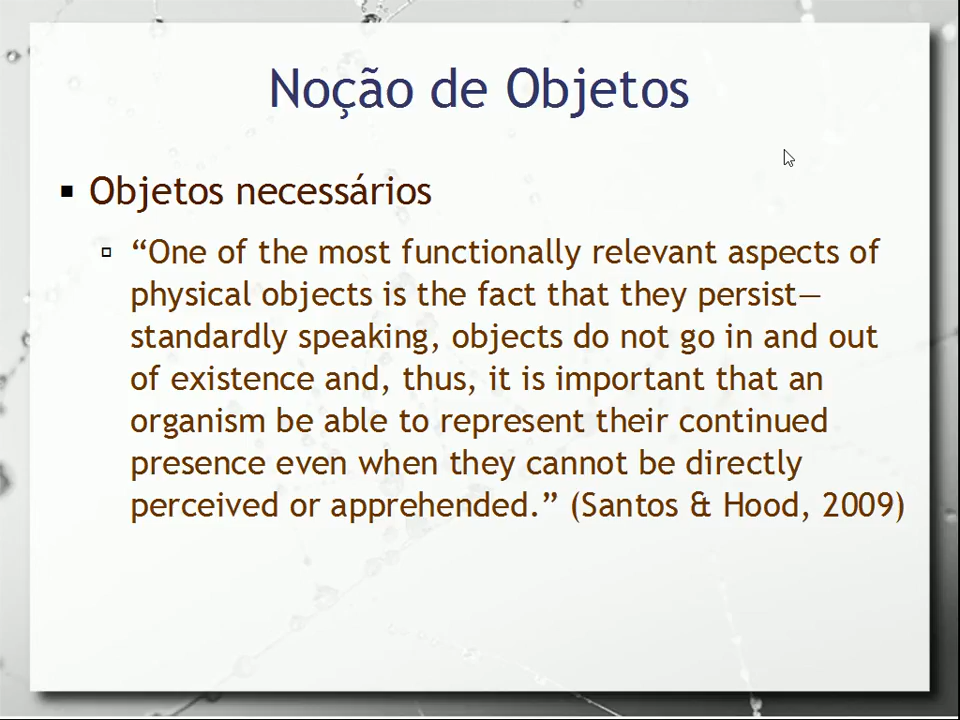 Noção de Objetos
Objetos necessários
“One of the most functionally relevant aspects of
physical objects is the fact that they persist—
standardly speaking, objects do not go in and out
of existence and, thus, it is important that an
organism be able to represent their continued
presence even when they cannot be directly
perceived or apprehended.” (Santos & Hood, 2009)